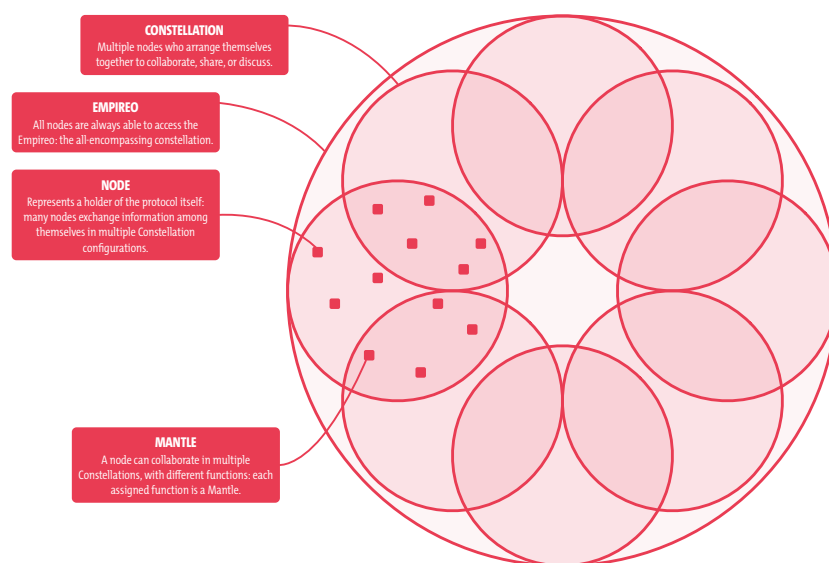 CONSTELLATION
Multiple nodes who arrange themselves
together to collaborate, share, or discuss.
EMPIREO
All nodes are always able to access the
Empireo: the all-encompassing constellation.
NODE
Represents a holder of the protocol itself:
many nodes exchange information among
themselves in multiple Constellation
configurations.
MANTLE
A node can collaborate in multiple
Constellations, with different functions: each
assigned function is a Mantle.